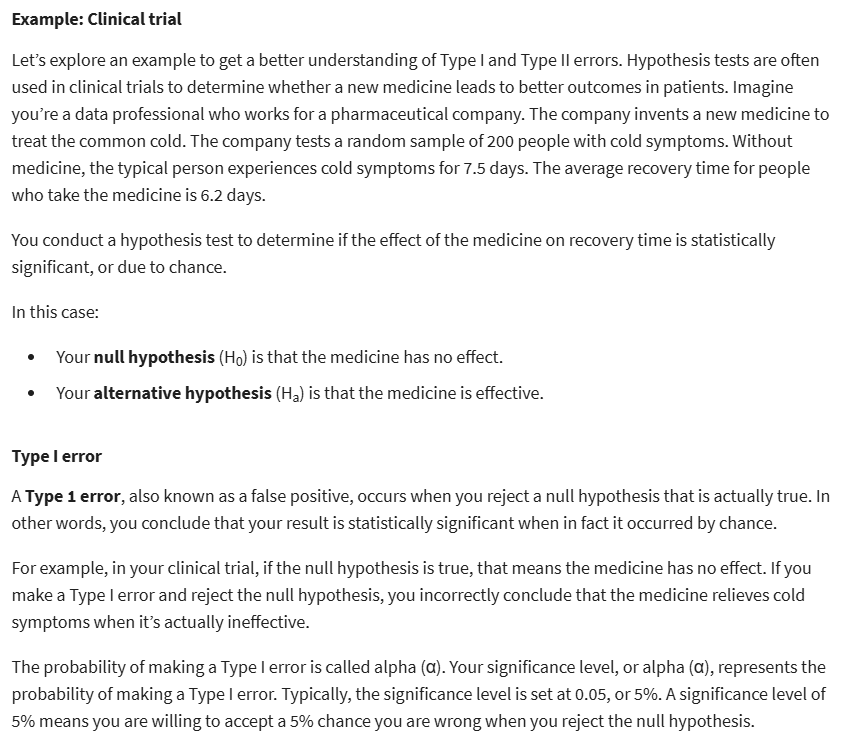 Example: Clinical trial
Let's explore an example to get a better understanding of Type I and Type II errors. Hypothesis tests are often
used in clinical trials to determine whether a new medicine leads to better outcomes in patients. Imagine
you're a data professional who works for a pharmaceutical company. The company invents a new medicine to
treat the common cold. The company tests a random sample of 200 people with cold symptoms. Without
medicine, the typical person experiences cold symptoms for 7.5 days. The average recovery time for people
who take the medicine is 6.2 days.
You conduct a hypothesis test to determine if the effect of the medicine on recovery time is statistically
significant, or due to chance.
In this case:
• Your null hypothesis (H₀) is that the medicine has no effect.
• Your alternative hypothesis (Hₐ) is that the medicine is effective.
Type I error
A Type 1 error, also known as a false positive, occurs when you reject a null hypothesis that is actually true. In
other words, you conclude that your result is statistically significant when in fact it occurred by chance.
For example, in your clinical trial, if the null hypothesis is true, that means the medicine has no effect. If you
make a Type I error and reject the null hypothesis, you incorrectly conclude that the medicine relieves cold
symptoms when it's actually ineffective.
The probability of making a Type I error is called alpha (α). Your significance level, or alpha (α), represents the
probability of making a Type I error. Typically, the significance level is set at 0.05, or 5%. A significance level of
5% means you are willing to accept a 5% chance you are wrong when you reject the null hypothesis.